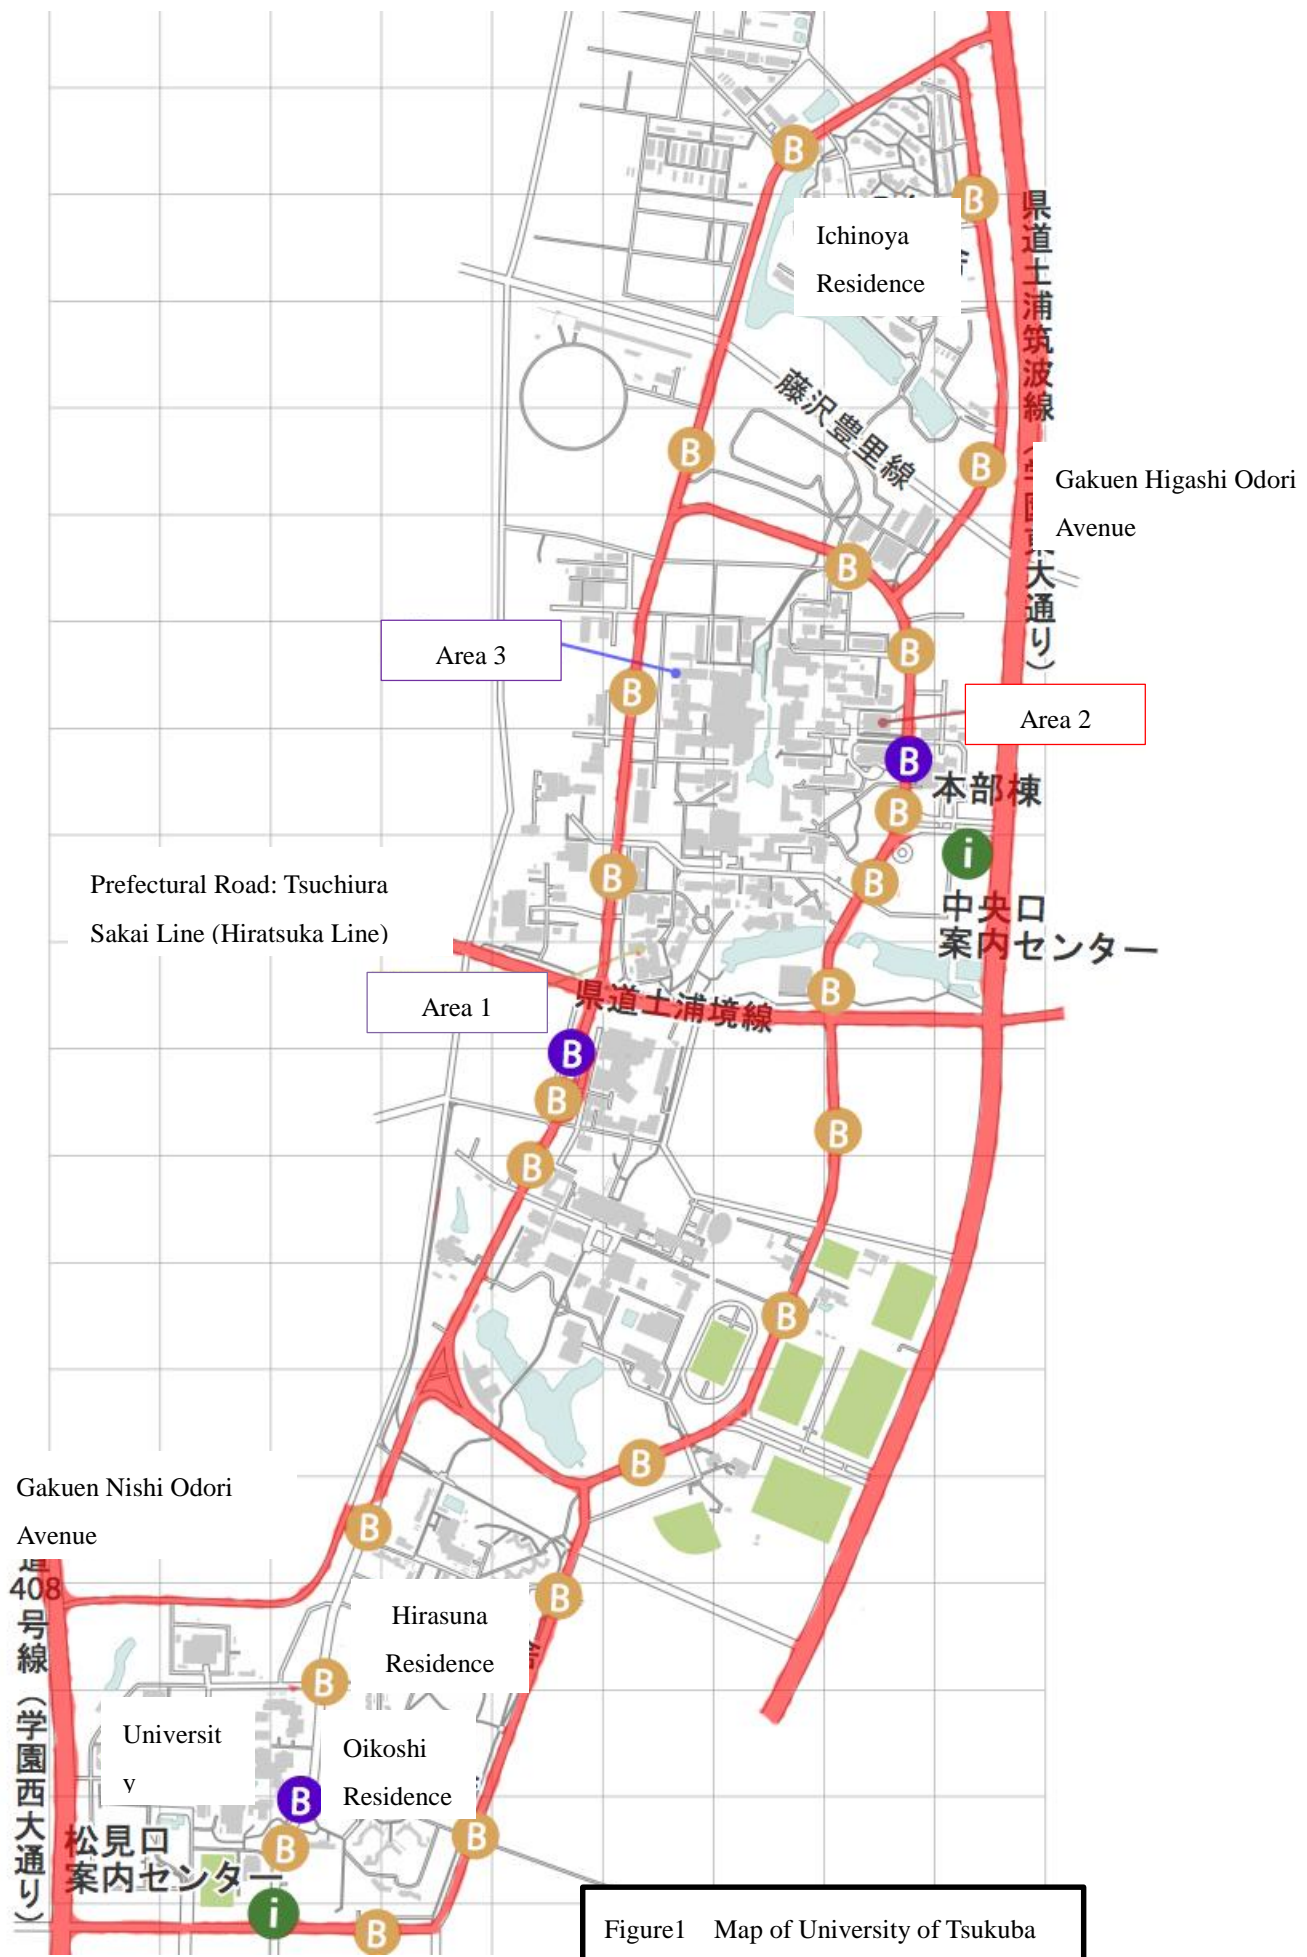 B
B
Ichinoya
Residence
県道土浦筑波線（学園東大通り）
藤沢豊里線
B
B
Gakuen Higashi Odori
Avenue
B
Area 3
B
B
Area 2
B
本部棟
B
i
B
B
中央口
案内センター
Prefectural Road: Tsuchiura
Sakai Line (Hiratsuka Line)
B
Area 1
県道土浦境線
B
B
B
B
B
B
Gakuen Nishi Odori
Avenue
道408号線（学園西大通り）
B
B
Hirasuna
Residence
B
Universit
y
Oikoshi
Residence
B
B
B
松見口
案内センター
i
B
Figure1 Map of University of Tsukuba